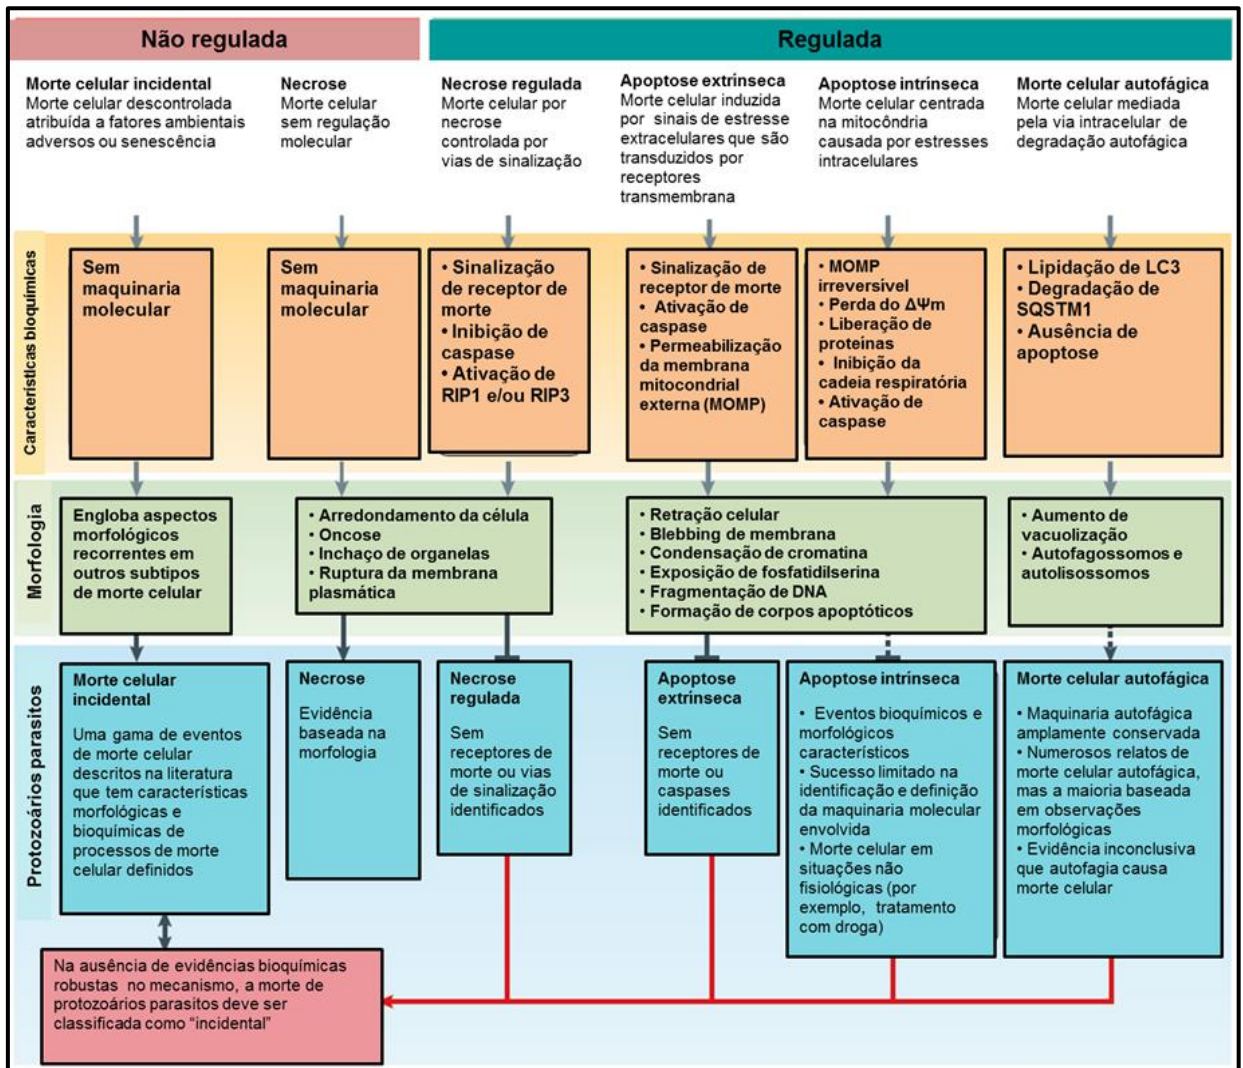 Não regulada
Regulada
Morte celular incidental
Morte celular descontrolada
atribuída a fatores ambientais
adversos ou senescência
Necrose
Morte celular
sem regulação
molecular
Necrose regulada
Morte celular por
necrose
controlada por
vias de sinalização
Apoptose extrínseca
Morte celular induzida
por sinais de estresse
extracelulares que são
transduzidos por
receptores
transmembrana
Apoptose intrínseca
Morte celular centrada
na mitocôndria
causada por estresses
intracelulares
Morte celular autofágica
Morte celular mediada
pela via intracelular de
degradação autofágica
Características bioquímicas
Sem
maquinaria
molecular
Sem
maquinaria
molecular
• Sinalização
de receptor de
morte
• Inibição de
caspase
• Ativação de
RIP1 e/ou RIP3
• Sinalização de
receptor de morte
• Ativação de
caspase
• Permeabilização
da membrana
mitocondrial
externa (MOMP)
• MOMP
irreversivel
• Perda do ΔΨm
• Liberação de
proteínas
• Inibição da
cadeia respiratória
• Ativação de
caspase
• Lipidação de LC3
• Degradação de
SQSTM1
• Ausência de
apoptose
Morfologia
Engloba aspectos
morfológicos
recorrentes em
outros subtipos
de morte celular
• Arredondamento da célula
• Oncose
• Inchaço de organelas
• Ruptura da membrana
plasmática
• Retração celular
• Blebbing de membrana
• Condensação de cromatina
• Exposição de fosfatidilserina
• Fragmentação de DNA
• Formação de corpos apoptóticos
• Aumento de
vacuolização
• Autofagossomos e
autolisossomos
Protozoários parasitos
Morte celular
incidental
Uma gama de eventos
de morte celular
descritos na literatura
que tem características
morfológicas e
bioquímicas de
processos de morte
celular definidos
Necrose
Evidência
baseada na
morfologia
Necrose
regulada
Sem
receptores de
morte ou vias
de sinalização
identificados
Apoptose
extrínseca
Sem
receptores de
morte ou
caspases
identificados
Apoptose intrínseca
• Eventos bioquímicos e
morfológicos
característicos
• Sucesso limitado na
identificação e definição
da maquinaria molecular
envolvida
• Morte celular em
situações não
fisiológicas (por
exemplo, tratamento
com droga)
Morte celular autofágica
• Maquinaria autofágica
amplamente conservada
• Numerosos relatos de
morte celular autofágica,
mas a maioria baseada
em observações
morfológicas
• Evidência inconclusiva
que autofagia causa
morte celular
Na ausência de evidências bioquímicas
robustas no mecanismo, a morte de
protozoários parasitos deve ser
classificada como “incidental”